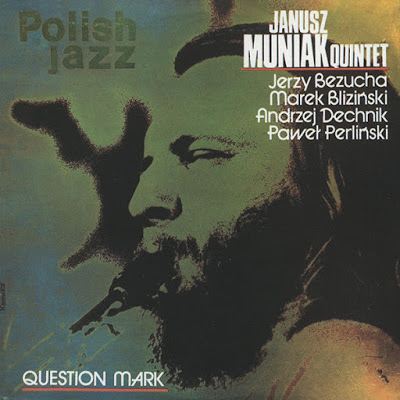 Polish
jazz
JANUSZ
MUNIAK QUINTET
Jerzy Bezucha
Marek Bliziński
Andrzej Dechnik
Paweł Perliński
QUESTION MARK